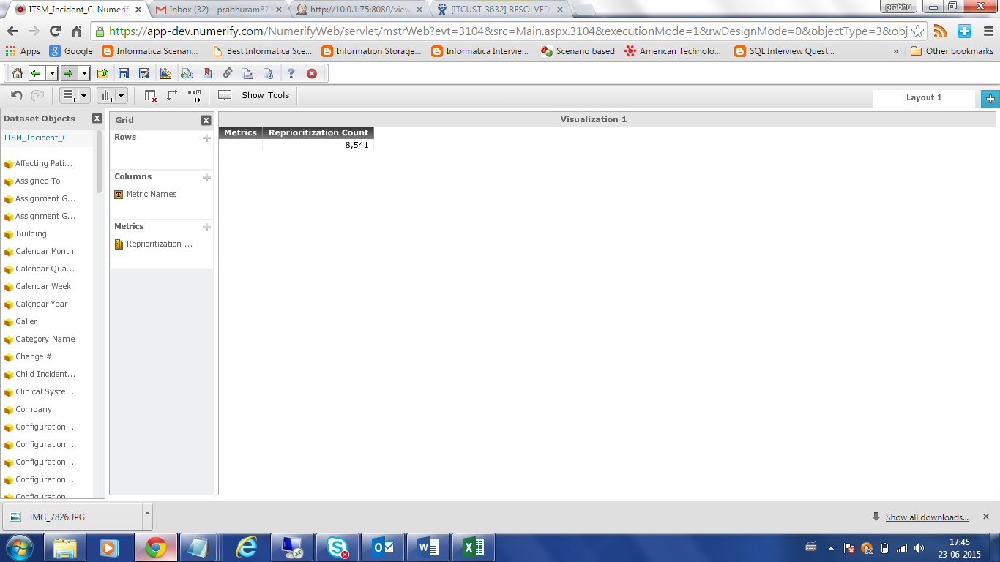 ITSM_Incident_C. Numerify
Inbox (32) - prabhuram87
http://10.0.1.75:8080/view
[ITCUST-3632] RESOLVED
prabhu
https://app-dev.numerify.com/NumerifyWeb/servlet/mstrWeb?evt=3104&src=Main.aspx.3104&executionMode=1&rwDesignMode=0&objectType=3&obj
Apps Google Informatica Scenari... Best Informatica Sce... Information Storage... Informatica Intervie... Scenario based American Technolo... SQL Interview Quest... » Other bookmarks
Show Tools
Layout 1
Dataset Objects
ITSM_Incident_C
Affecting Pati...
Assigned To
Assignment G...
Assignment G...
Building
Calendar Month
Calendar Qua...
Calendar Week
Calendar Year
Caller
Category Name
Change #
Child Incident...
Clinical Syste...
Company
Configuration...
Configuration...
Configuration...
Configuration...
Configuration
Grid
Rows
Columns
Metric Names
Metrics
Reprioritization ...
Visualization 1
Metrics Reprioritization Count
8,541
IMG_7826.JPG
Show all downloads...
17:45
23-06-2015